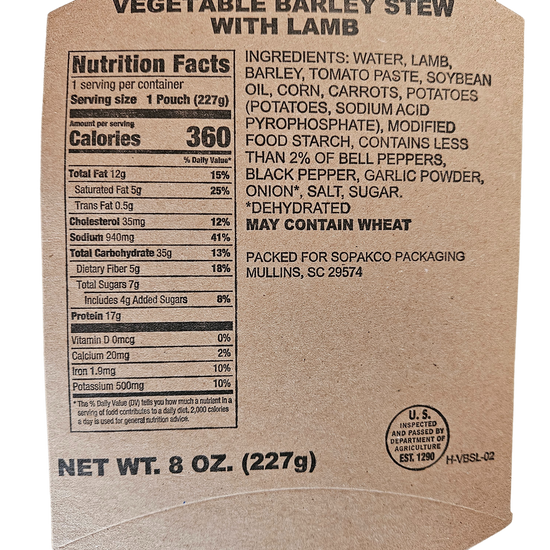 VEGETABLE BARLEY STEW
WITH LAMB
Nutrition Facts
1 serving per container
Serving size 1 Pouch (227g)
Amount per serving
Calories 360
% Daily Value*
Total Fat 12g 15%
Saturated Fat 5g 25%
Trans Fat 0.5g
Cholesterol 35mg 12%
Sodium 940mg 41%
Total Carbohydrate 35g 13%
Dietary Fiber 5g 18%
Total Sugars 7g
Includes 4g Added Sugars 8%
Protein 17g
Vitamin D 0mcg 0%
Calcium 20mg 2%
Iron 1.9mg 10%
Potassium 500mg 10%
* The % Daily Value (DV) tells you how much a nutrient in a
serving of food contributes to a daily diet. 2,000 calories
a day is used for general nutrition advice.
INGREDIENTS: WATER, LAMB,
BARLEY, TOMATO PASTE, SOYBEAN
OIL, CORN, CARROTS, POTATOES
(POTATOES, SODIUM ACID
PYROPHOSPHATE), MODIFIED
FOOD STARCH, CONTAINS LESS
THAN 2% OF BELL PEPPERS,
BLACK PEPPER, GARLIC POWDER,
ONION*, SALT, SUGAR.
*DEHYDRATED
MAY CONTAIN WHEAT
PACKED FOR SOPAKCO PACKAGING
MULLINS, SC 29574
U.S.
INSPECTED
AND PASSED BY
DEPARTMENT OF
AGRICULTURE
EST. 1290
H-VBSL-02
NET WT. 8 OZ. (227g)